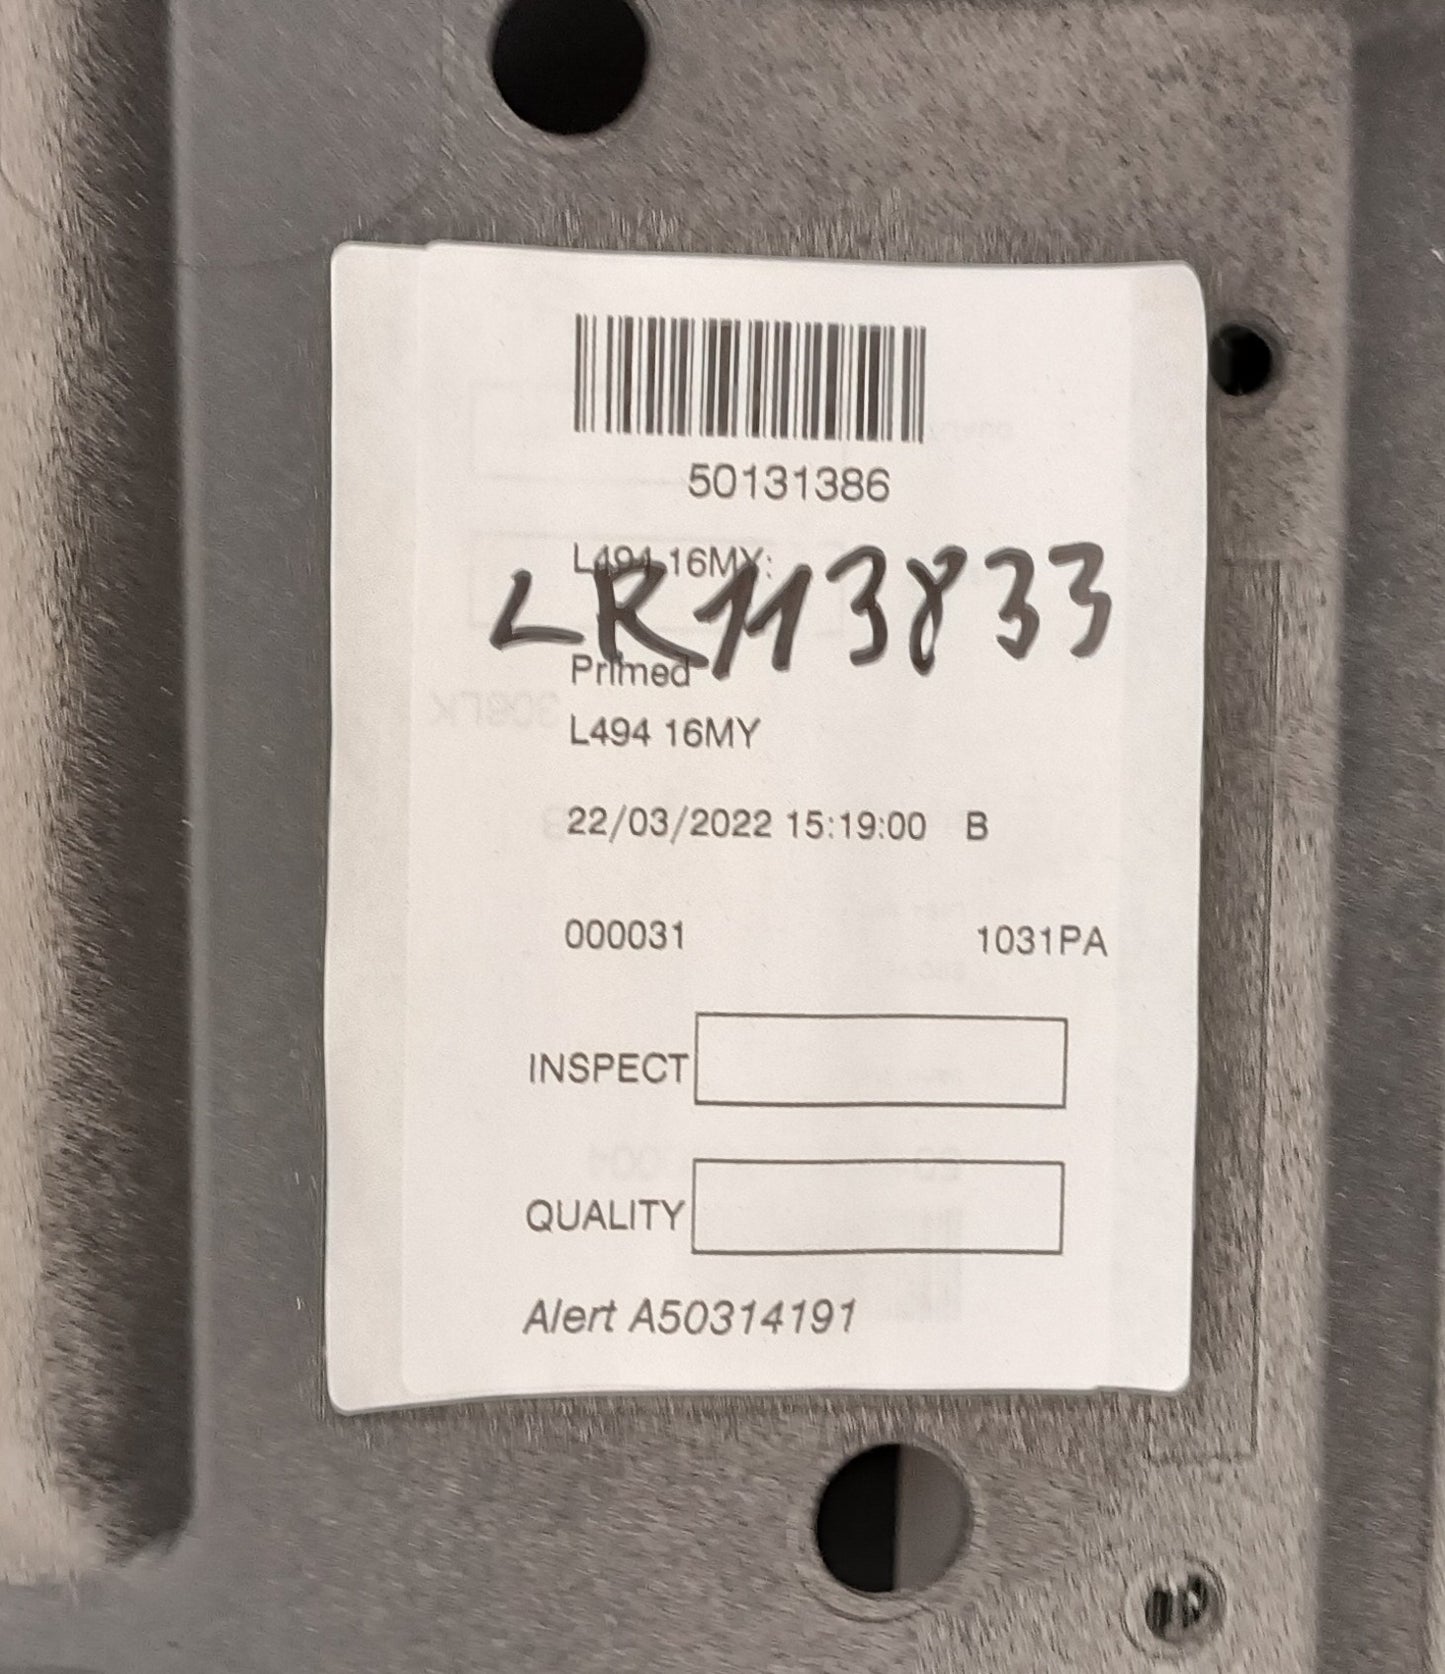 50131386
L494 16MY:
LR113833
Primed
L494 16MY
22/03/2022 15:19:00 B
000031 1031PA
INSPECT
QUALITY
Alert A50314191